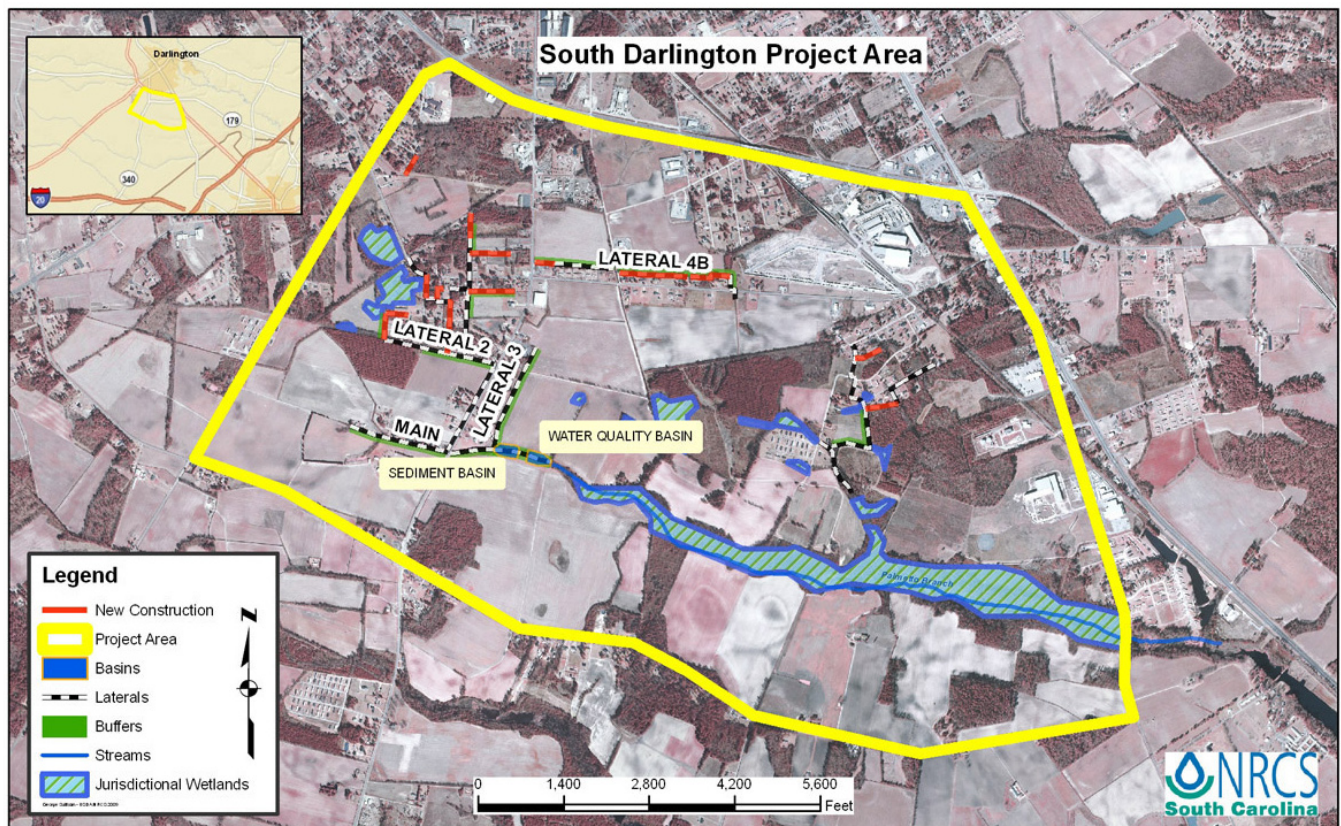 South Darlington Project Area
Darlington
179
340
20
LATERAL 4B
LATERAL 2
LATERAL 3
MAIN
WATER QUALITY BASIN
SEDIMENT BASIN
Palmetto Branch
Legend
New Construction
Project Area
Basins
Laterals
Buffers
Streams
Jurisdictional Wetlands
N
0 1,400 2,800 4,200 5,600
Feet
NRCS
South Carolina